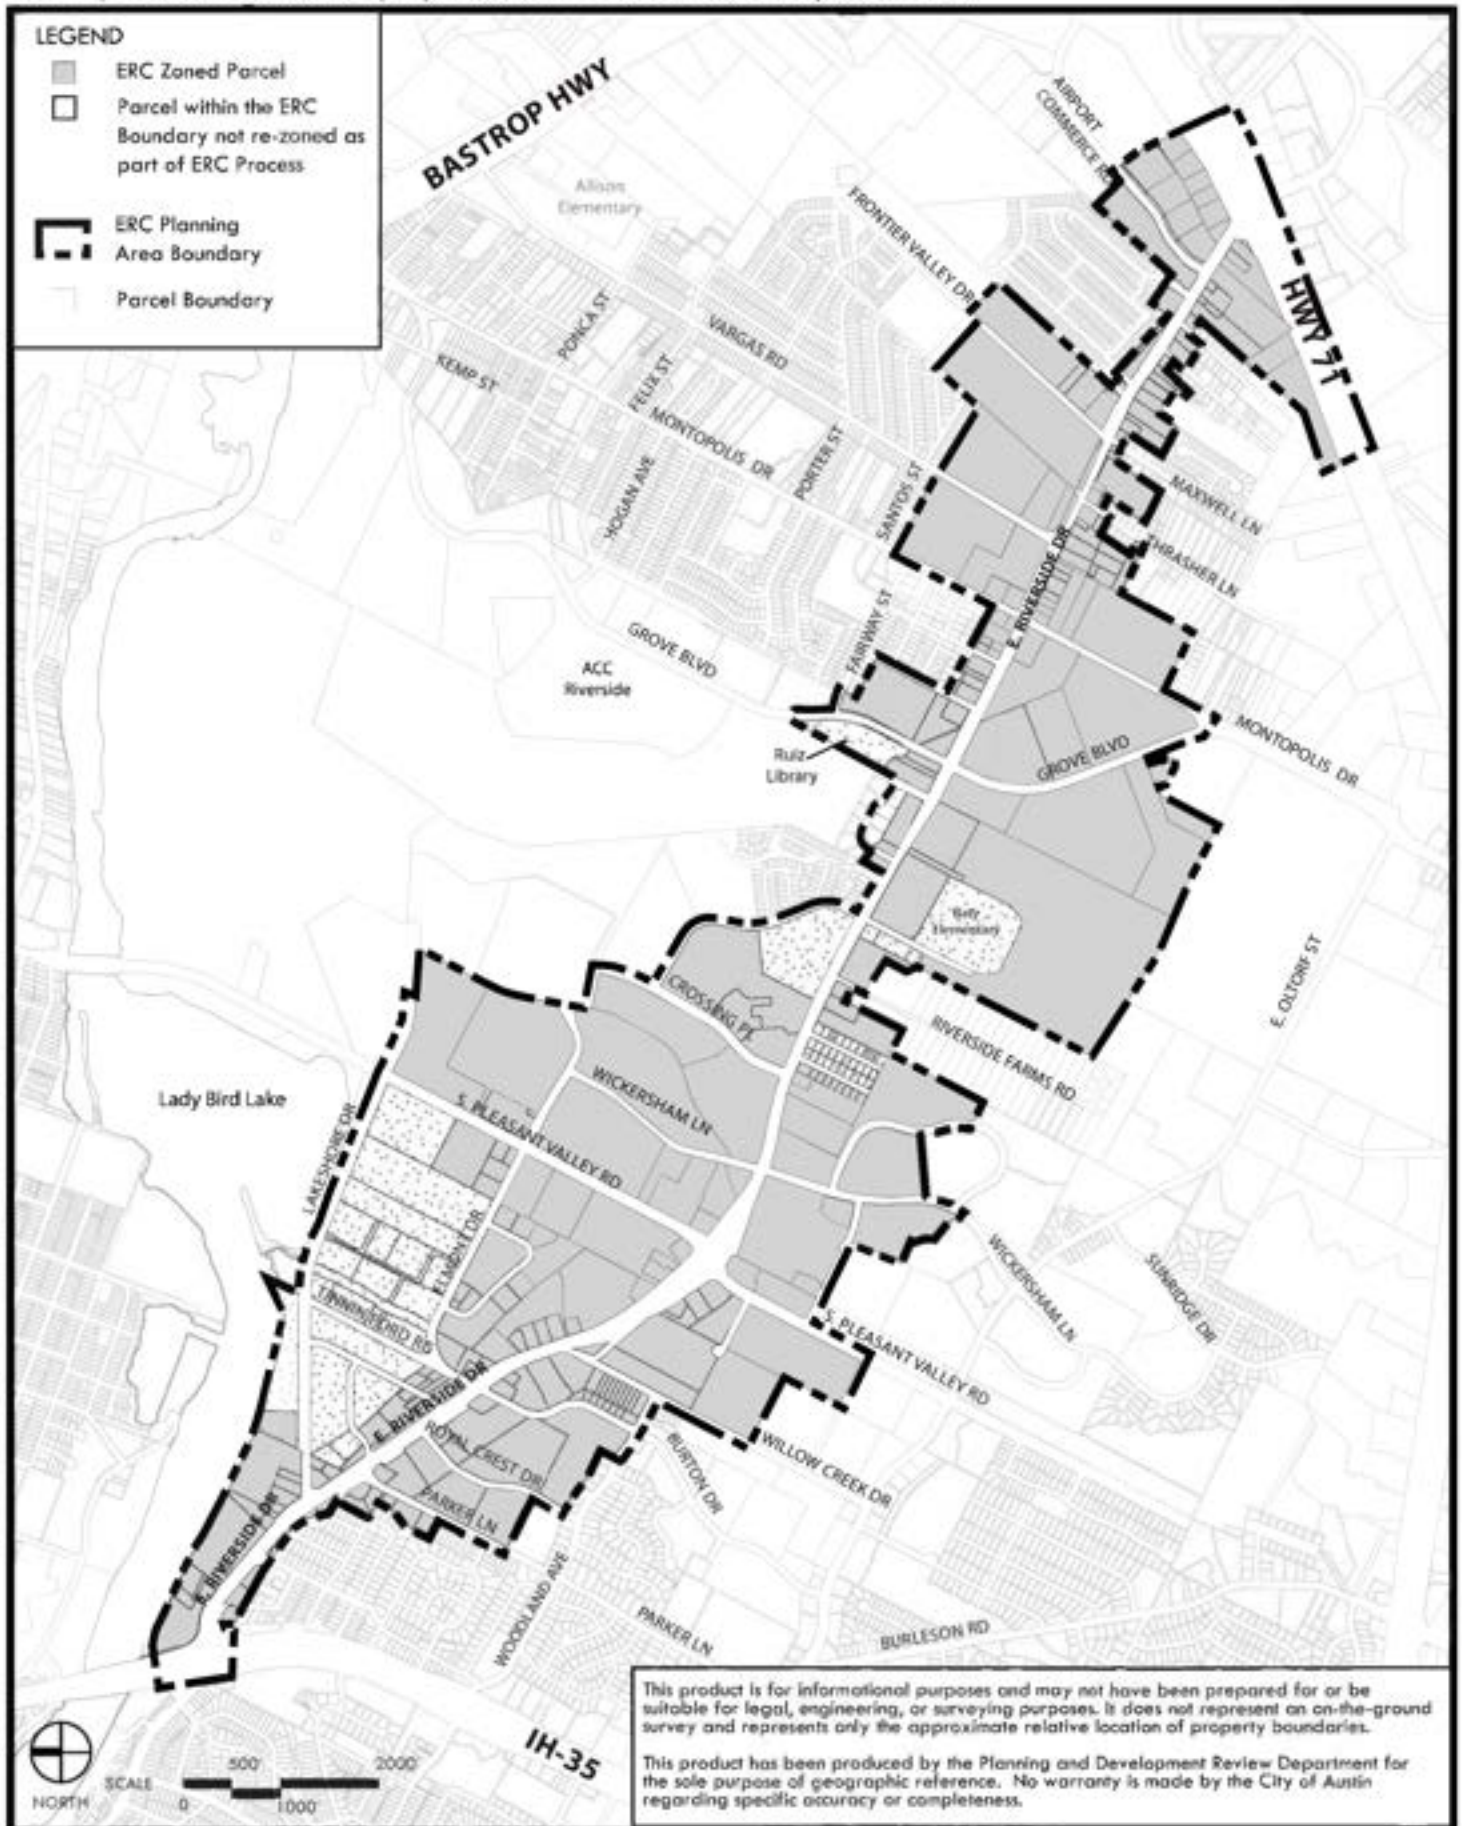 LEGEND
ERC Zoned Parcel
Parcel within the ERC
Boundary not re-zoned as
part of ERC Process
ERC Planning
Area Boundary
Parcel Boundary
BASTROP HWY
Allison
Elementary
AIRPORT
COMMERCE
FRONTIER VALLEY DR
HWY 71
PONCA ST
VARGAS RD
KEMP ST
FELIX ST
MONTOPOLIS DR
PORTER ST
HOGAN AVE
SANTOS ST
MAXWELL LN
THRASHER LN
E. RIVERSIDE DR
FAIRWAY ST
GROVE BLVD
ACC
Riverside
Ruiz
Library
GROVE BLVD
MONTOPOLIS DR
Elementary
E. OLTORF ST
CROSSING PL
RIVERSIDE FARMS RD
Lady Bird Lake
WICKERSHAM LN
S. PLEASANT VALLEY RD
LAKESHORE DR
ELMONT DR
WICKERSHAM LN
SUNRIDGE DR
TINNINFORD RD
S. PLEASANT VALLEY RD
E. RIVERSIDE DR
ROYAL CREST DR
BURTON DR
WILLOW CREEK DR
PARKER LN
E. RIVERSIDE DR
WOODLAND AVE
PARKER LN
BURLESON RD
IH-35
NORTH
SCALE
500
2000
0
1000
This product is for informational purposes and may not have been prepared for or be
suitable for legal, engineering, or surveying purposes. It does not represent an on-the-ground
survey and represents only the approximate relative location of property boundaries.
This product has been produced by the Planning and Development Review Department for
the sole purpose of geographic reference. No warranty is made by the City of Austin
regarding specific accuracy or completeness.